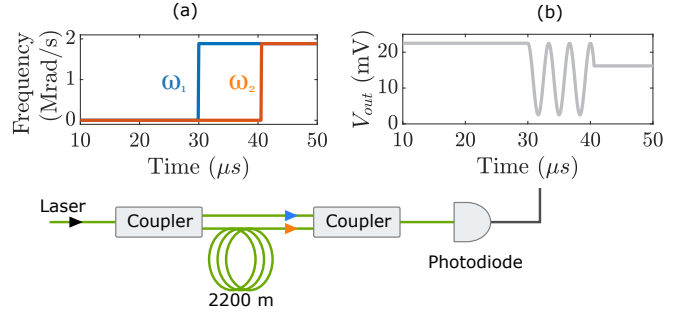 (a)
(b)
Frequency
(Mrad/s)
2
1
0
ω₁
ω₂
10 20 30 40 50
Time (μs)
V_out (mV)
20
10
0
10 20 30 40 50
Time (μs)
Laser
Coupler
Coupler
Photodiode
2200 m